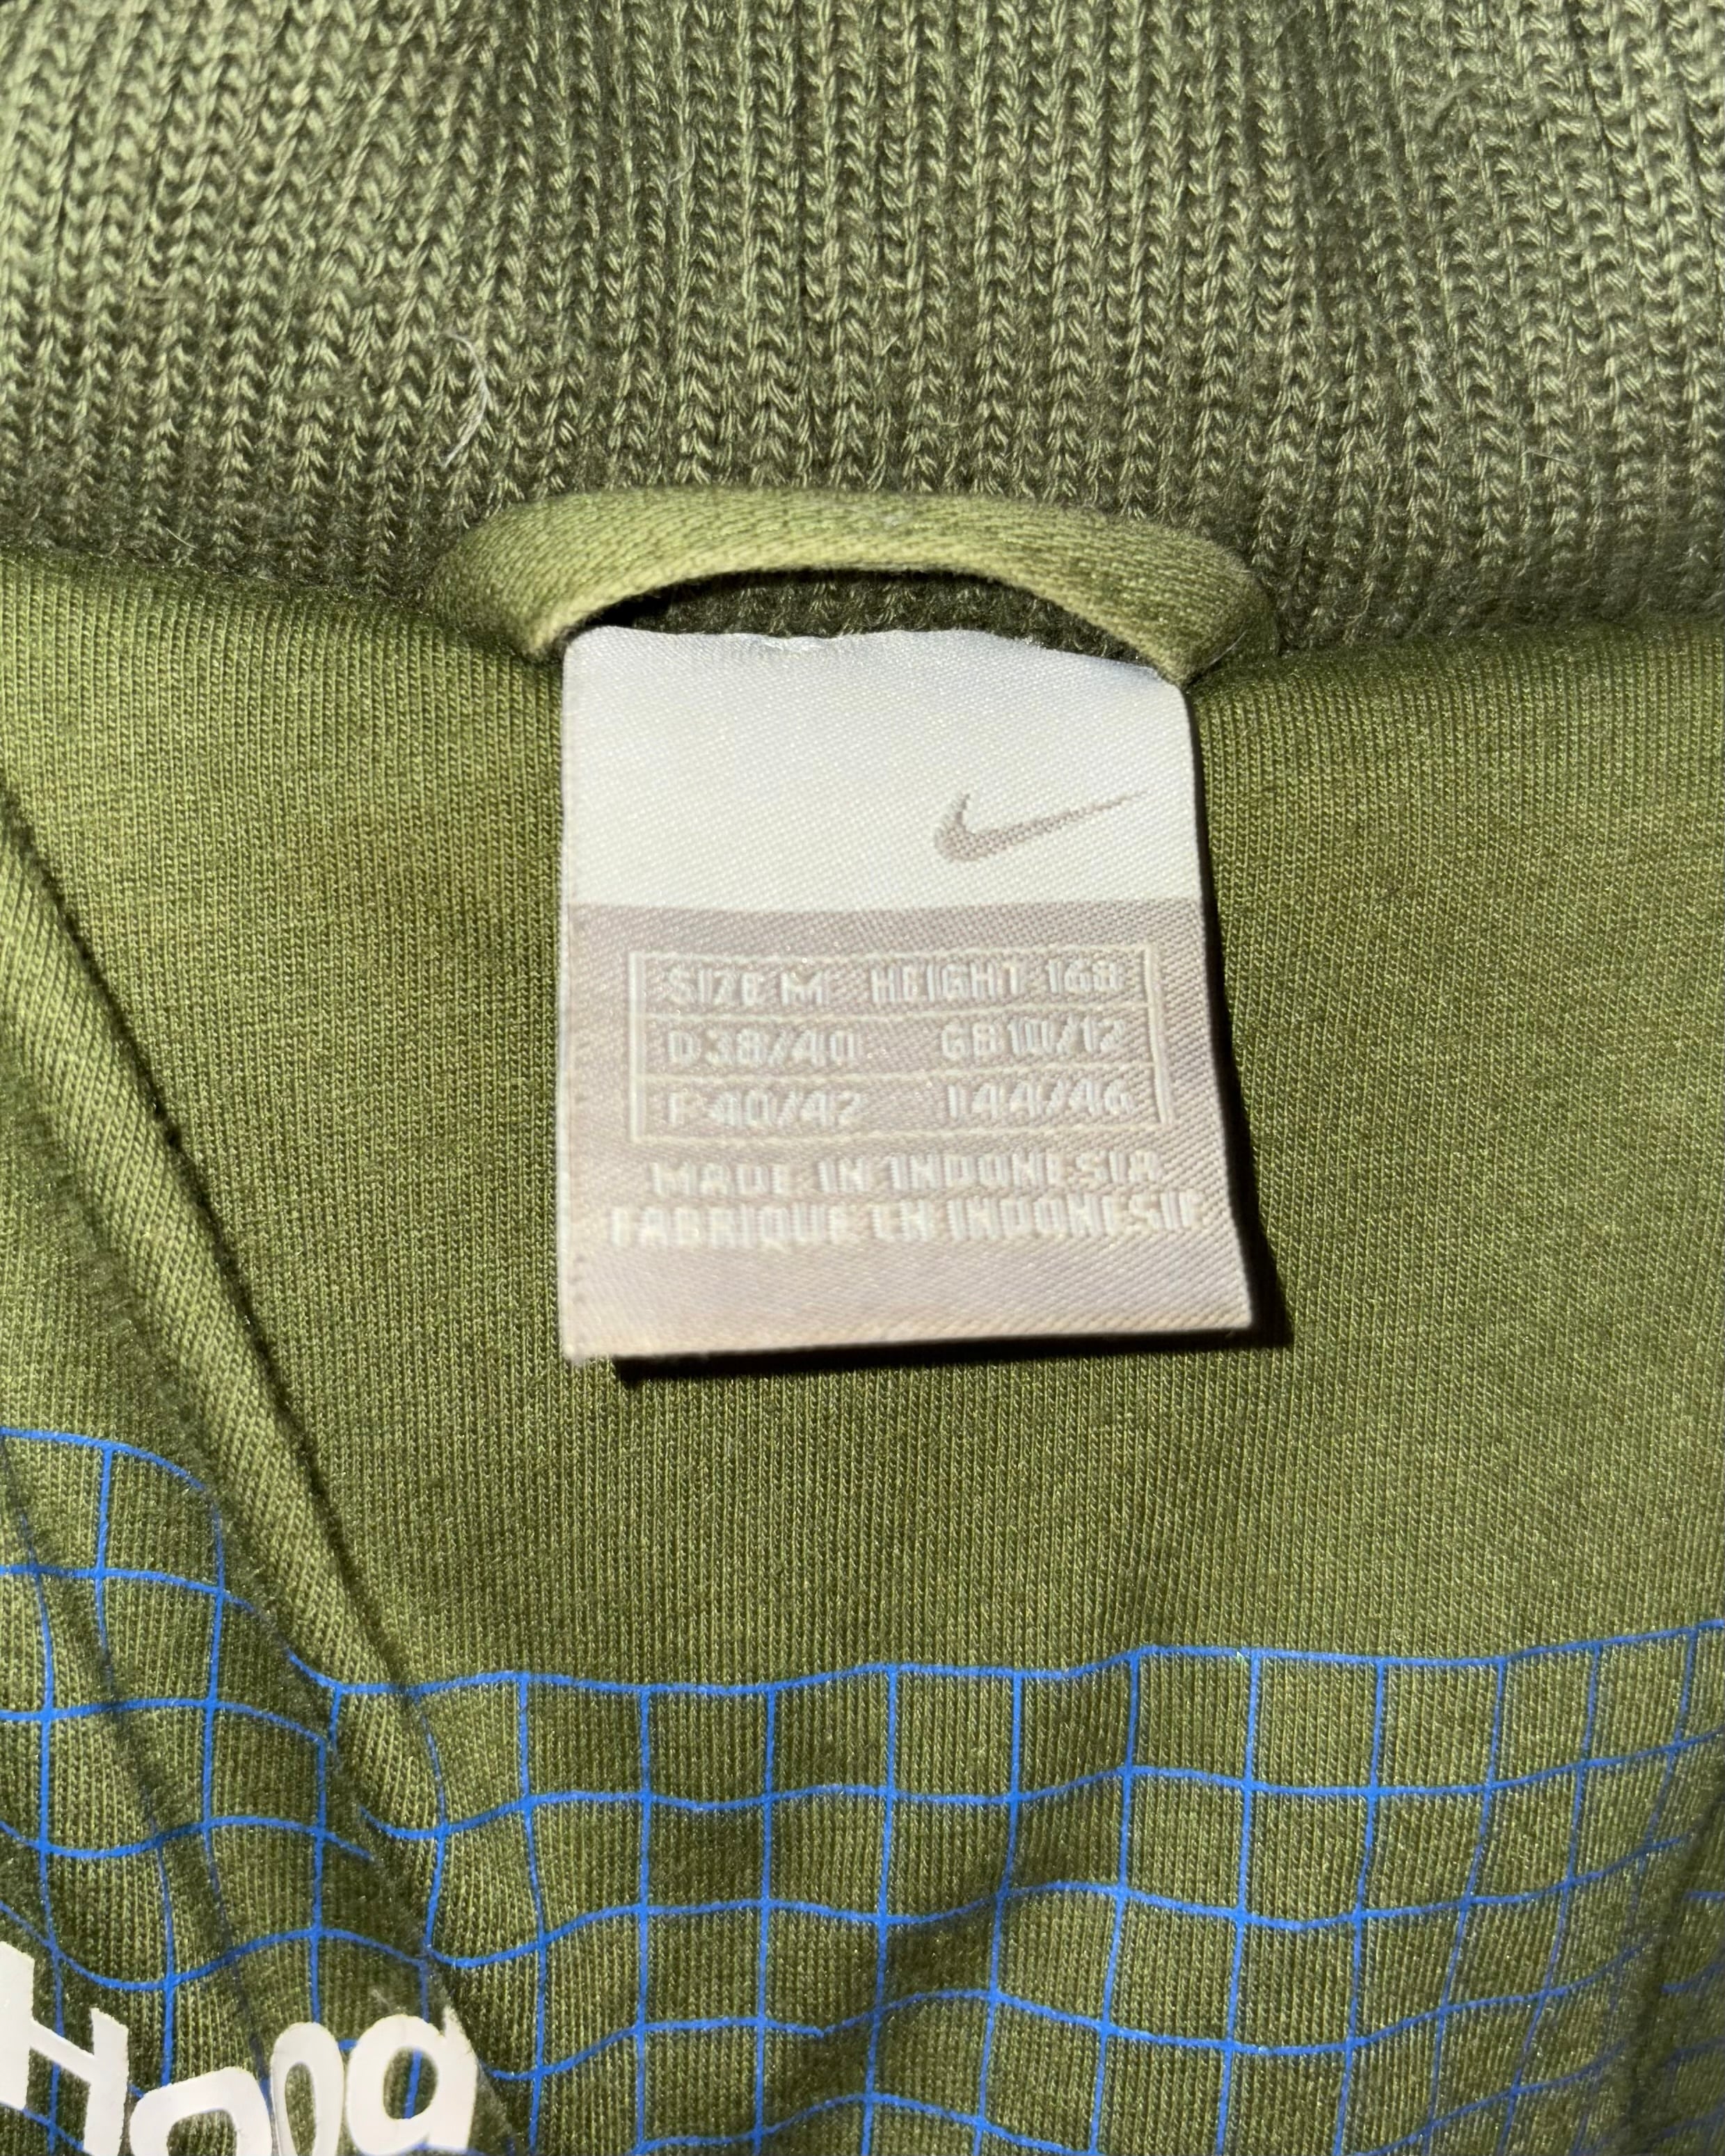 SIZE M HEIGHT 168
D 38/40 GB 10/12
F 40/42 I 44/46
MADE IN INDONESIA
FABRIQUE EN INDONESIE